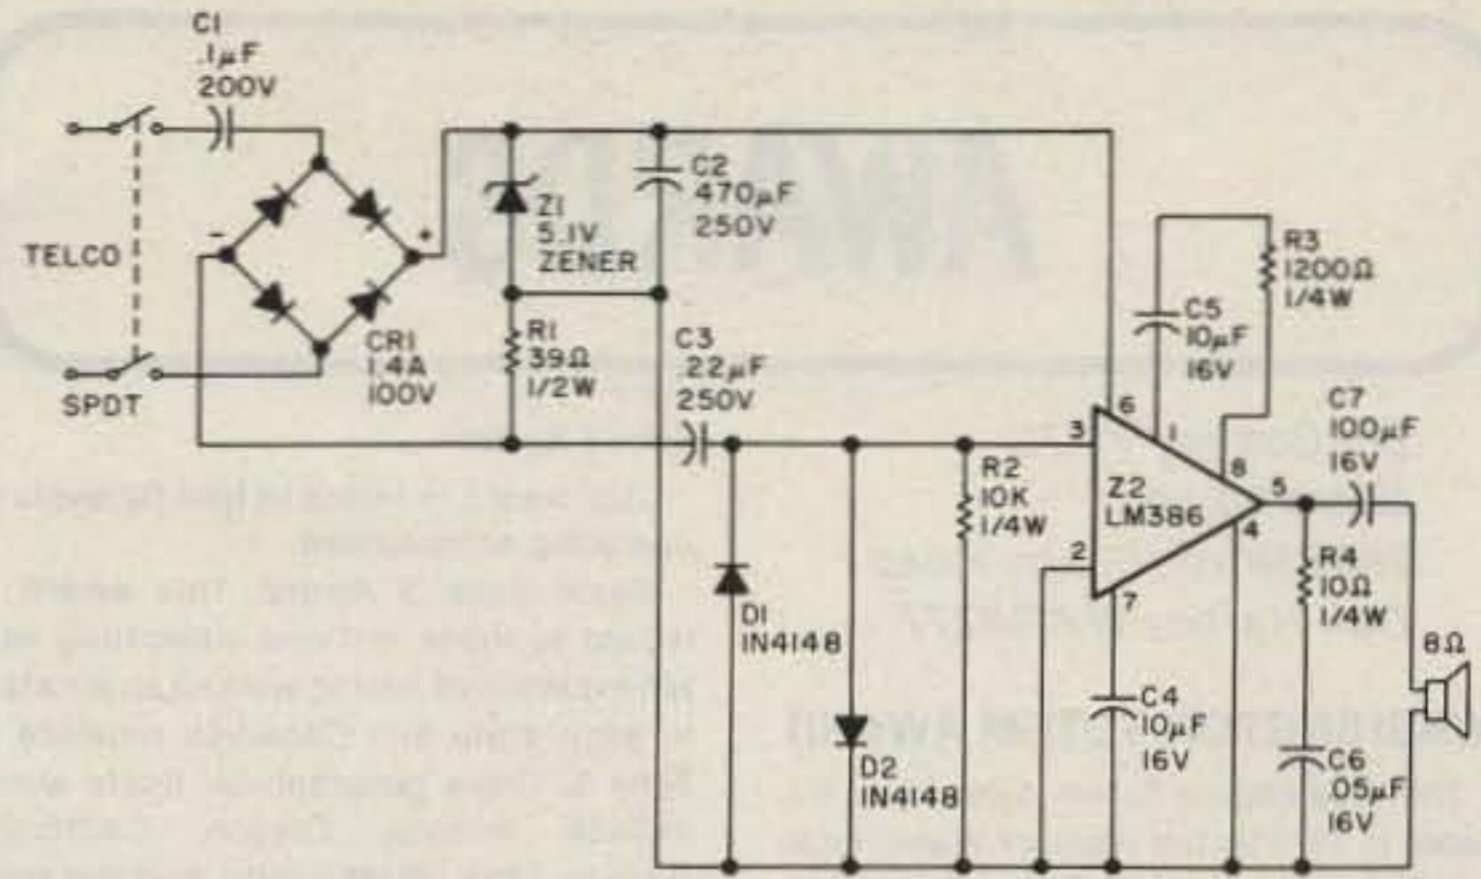 C1
.1µF
200V
TELCO
SPDT
-
+
CR1
1.4A
100V
Z1
5.1V
ZENER
R1
39Ω
1/2W
C2
470µF
250V
C3
.22µF
250V
D1
1N4148
D2
1N4148
R2
10K
1/4W
3
2
6
7
1
8
5
4
Z2
LM386
C5
10µF
16V
R3
1200Ω
1/4W
C4
10µF
16V
C7
100µF
16V
R4
10Ω
1/4W
C6
.05µF
16V
8Ω